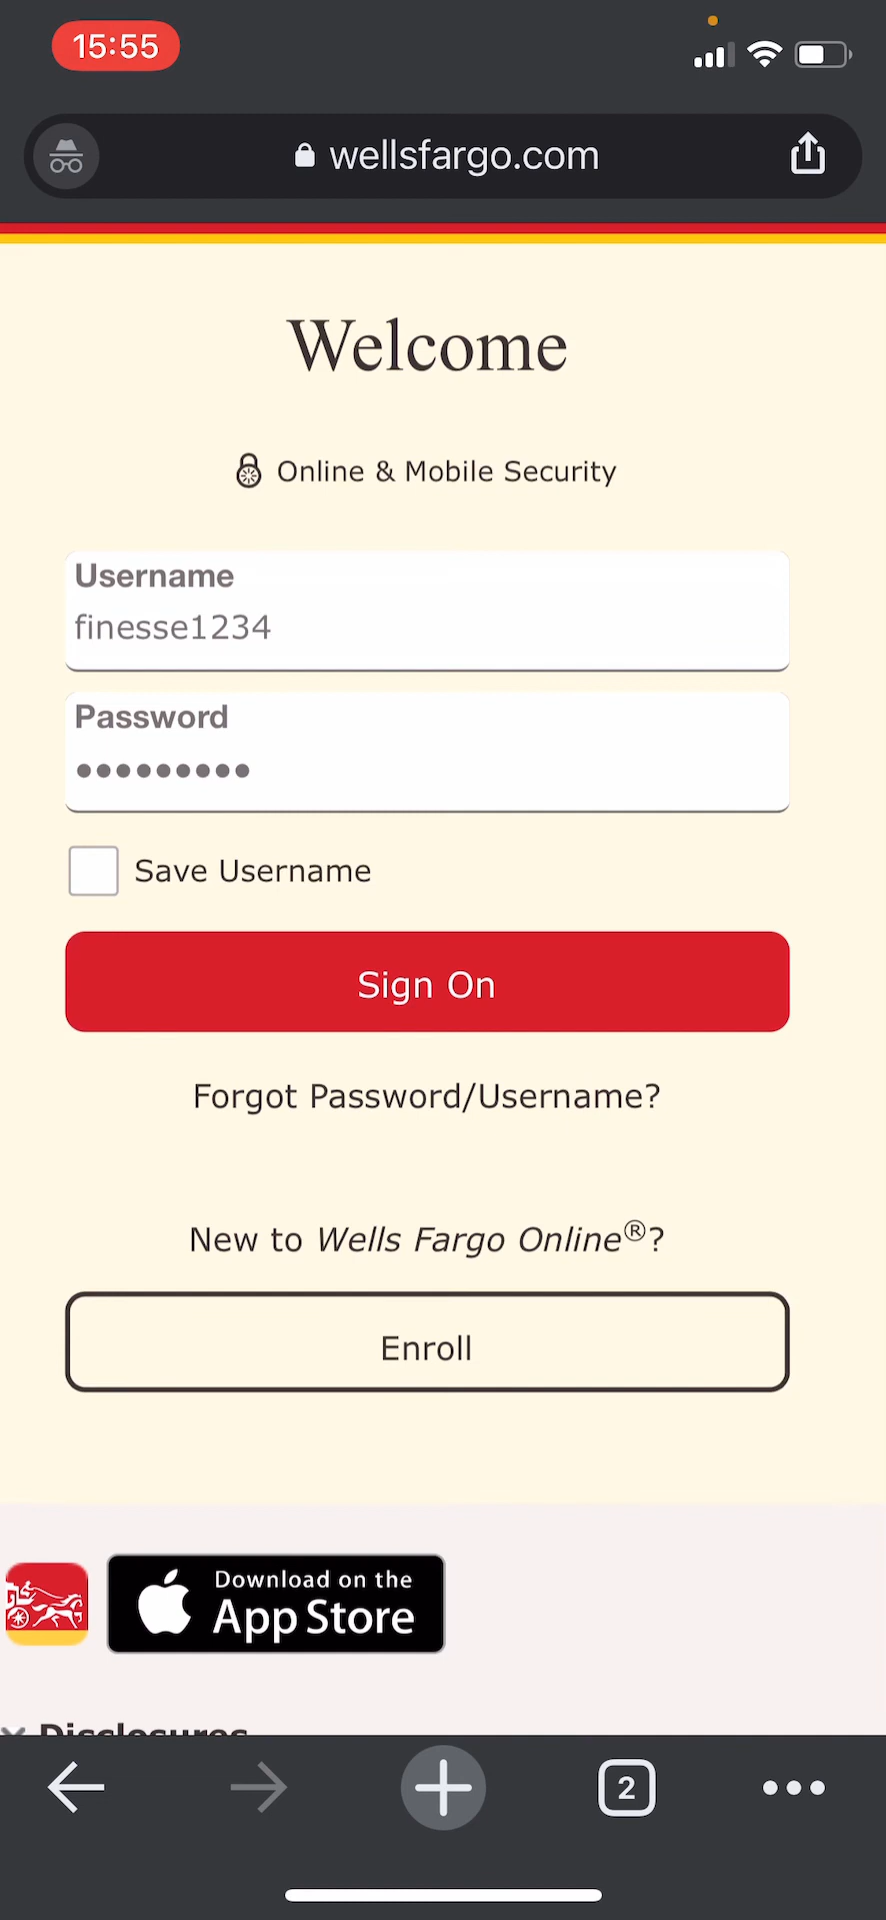 15:55
wellsfargo.com
Welcome
Online & Mobile Security
Username
finesse1234
Password
•••••••••
Save Username
Sign On
Forgot Password/Username?
New to Wells Fargo Online®?
Enroll
Download on the
App Store
Disclosures
2